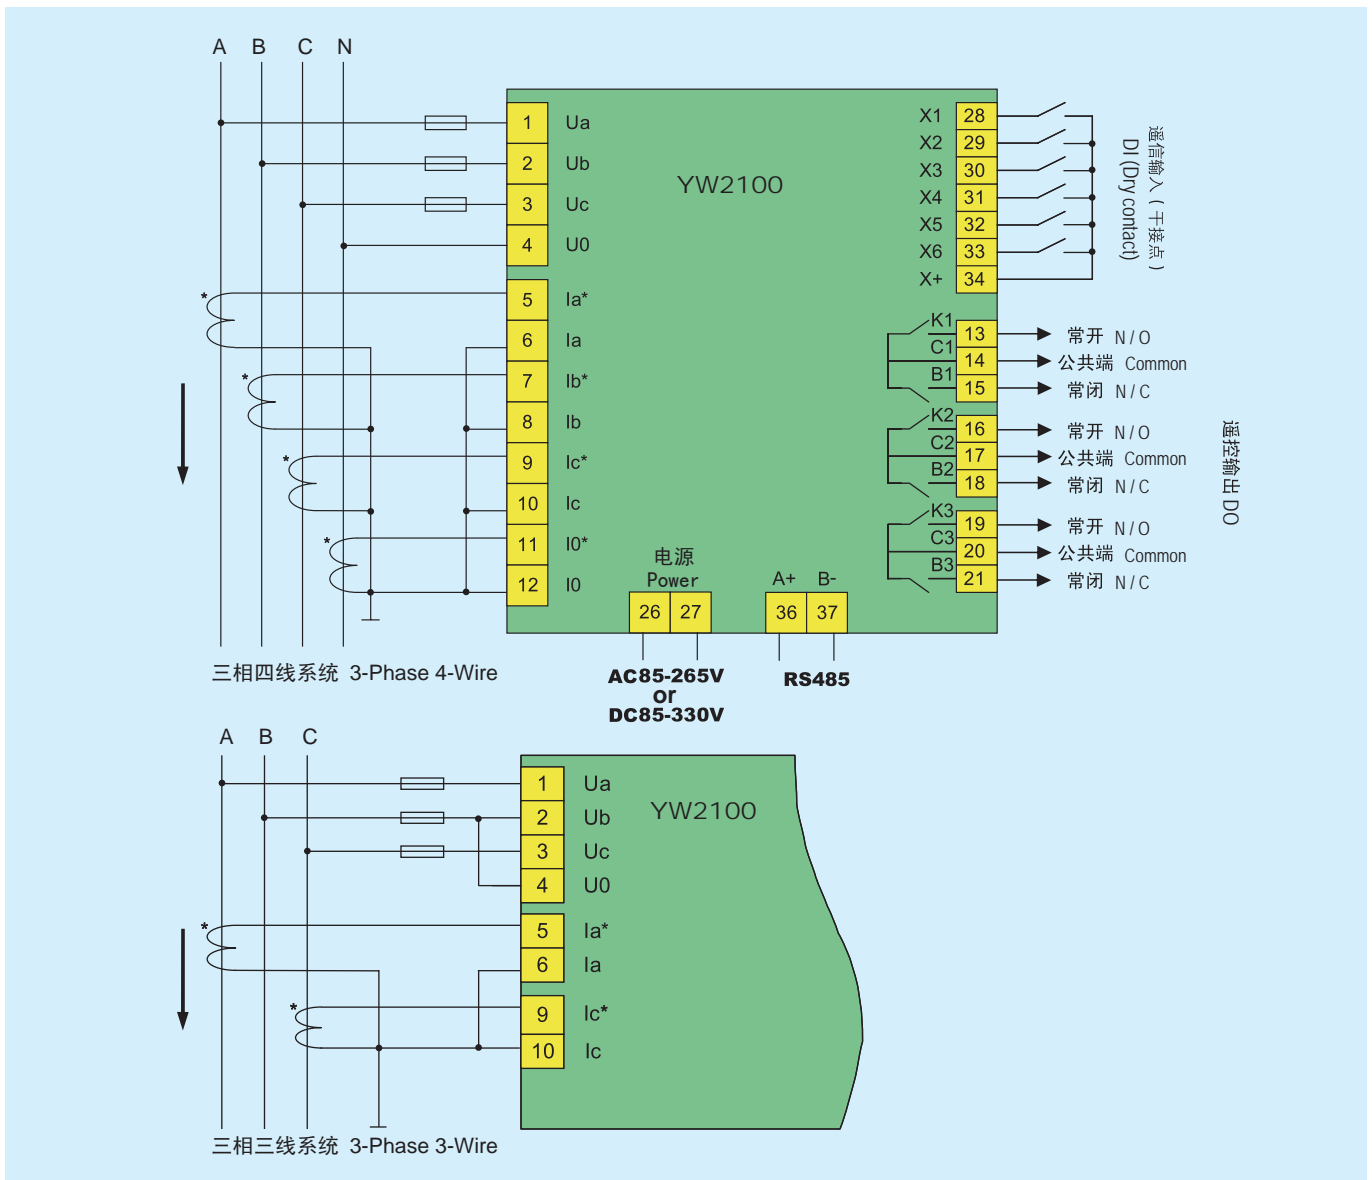 A B C N
YW2100
1 Ua
2 Ub
3 Uc
4 U0
* 5 Ia*
6 Ia
* 7 Ib*
8 Ib
* 9 Ic*
10 Ic
* 11 I0*
12 I0
X1 28
X2 29
X3 30
X4 31
X5 32
X6 33
X+ 34
遥信输入(干接点)
DI (Dry contact)
K1 13 常开 N/O
C1 14 公共端 Common
B1 15 常闭 N/C
K2 16 常开 N/O
C2 17 公共端 Common
B2 18 常闭 N/C
K3 19 常开 N/O
C3 20 公共端 Common
B3 21 常闭 N/C
遥控输出 DO
电源
Power
26 27
A+ B-
36 37
AC85-265V
or
DC85-330V
RS485
三相四线系统 3-Phase 4-Wire
A B C
YW2100
1 Ua
2 Ub
3 Uc
4 U0
* 5 Ia*
6 Ia
* 9 Ic*
10 Ic
三相三线系统 3-Phase 3-Wire